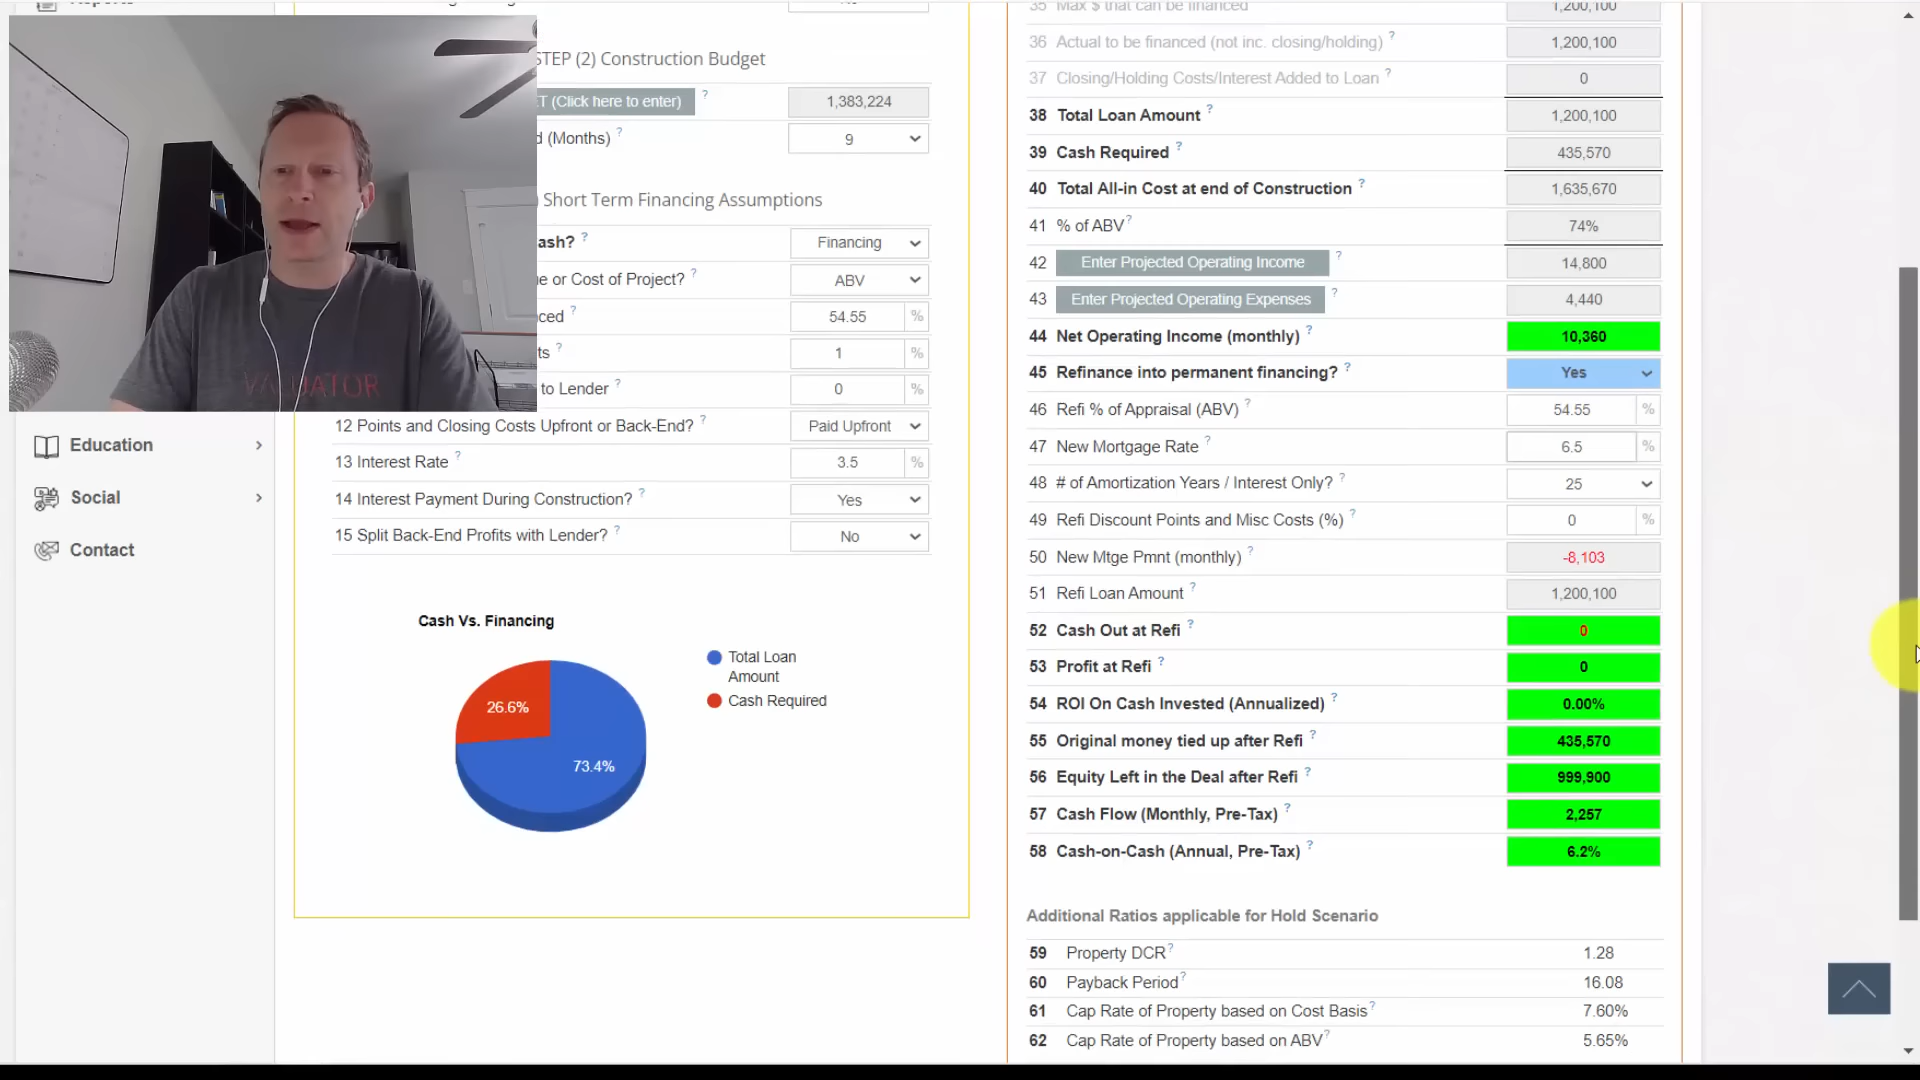 35 Max $ that can be financed 1,200,100
STEP (2) Construction Budget
36 Actual to be financed (not inc. closing/holding) ? 1,200,100
37 Closing/Holding Costs/Interest Added to Loan ? 0
(Click here to enter) ? 1,383,224
38 Total Loan Amount ? 1,200,100
d (Months) ? 9
39 Cash Required ? 435,570
40 Total All-in Cost at end of Construction ? 1,635,670
) Short Term Financing Assumptions
41 % of ABV ? 74%
ash? ? Financing
42 Enter Projected Operating Income ? 14,800
e or Cost of Project? ? ABV
43 Enter Projected Operating Expenses ? 4,440
ced ? 54.55 %
44 Net Operating Income (monthly) ? 10,360
ts ? 1 %
45 Refinance into permanent financing? ? Yes
to Lender ? 0 %
VALUATOR
46 Refi % of Appraisal (ABV) ? 54.55 %
12 Points and Closing Costs Upfront or Back-End? ? Paid Upfront
47 New Mortgage Rate ? 6.5 %
Education
13 Interest Rate ? 3.5 %
48 # of Amortization Years / Interest Only? ? 25
Social
14 Interest Payment During Construction? ? Yes
49 Refi Discount Points and Misc Costs (%) ? 0 %
15 Split Back-End Profits with Lender? ? No
Contact
50 New Mtge Pmnt (monthly) ? -8,103
51 Refi Loan Amount ? 1,200,100
Cash Vs. Financing
52 Cash Out at Refi ? 0
Total Loan
Amount
53 Profit at Refi ? 0
Cash Required
26.6%
73.4%
54 ROI On Cash Invested (Annualized) ? 0.00%
55 Original money tied up after Refi ? 435,570
56 Equity Left in the Deal after Refi ? 999,900
57 Cash Flow (Monthly, Pre-Tax) ? 2,257
58 Cash-on-Cash (Annual, Pre-Tax) ? 6.2%
Additional Ratios applicable for Hold Scenario
59 Property DCR ? 1.28
60 Payback Period ? 16.08
61 Cap Rate of Property based on Cost Basis ? 7.60%
62 Cap Rate of Property based on ABV ? 5.65%